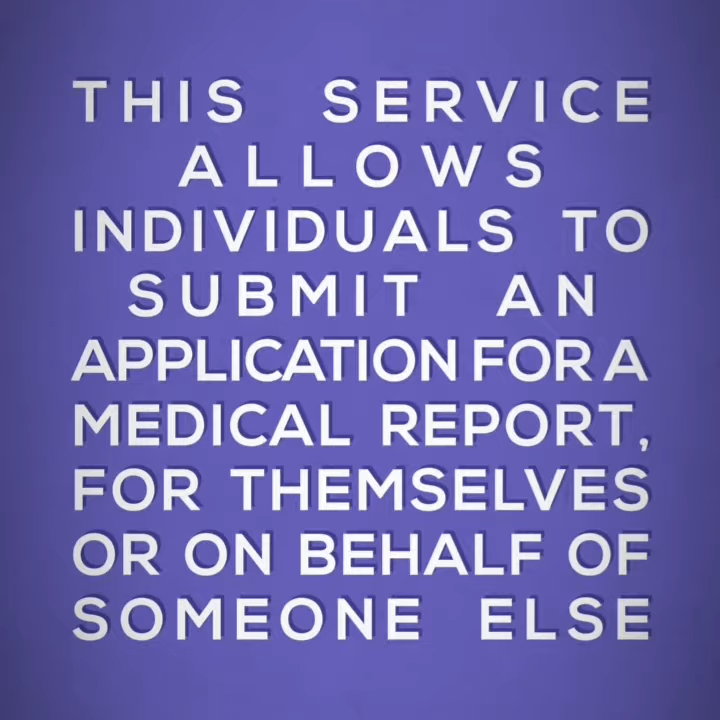 THIS SERVICE
ALLOWS
INDIVIDUALS TO
SUBMIT AN
APPLICATION FOR A
MEDICAL REPORT,
FOR THEMSELVES
OR ON BEHALF OF
SOMEONE ELSE